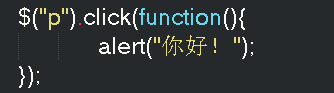 $("p").click(function(){
alert("你好！");
});